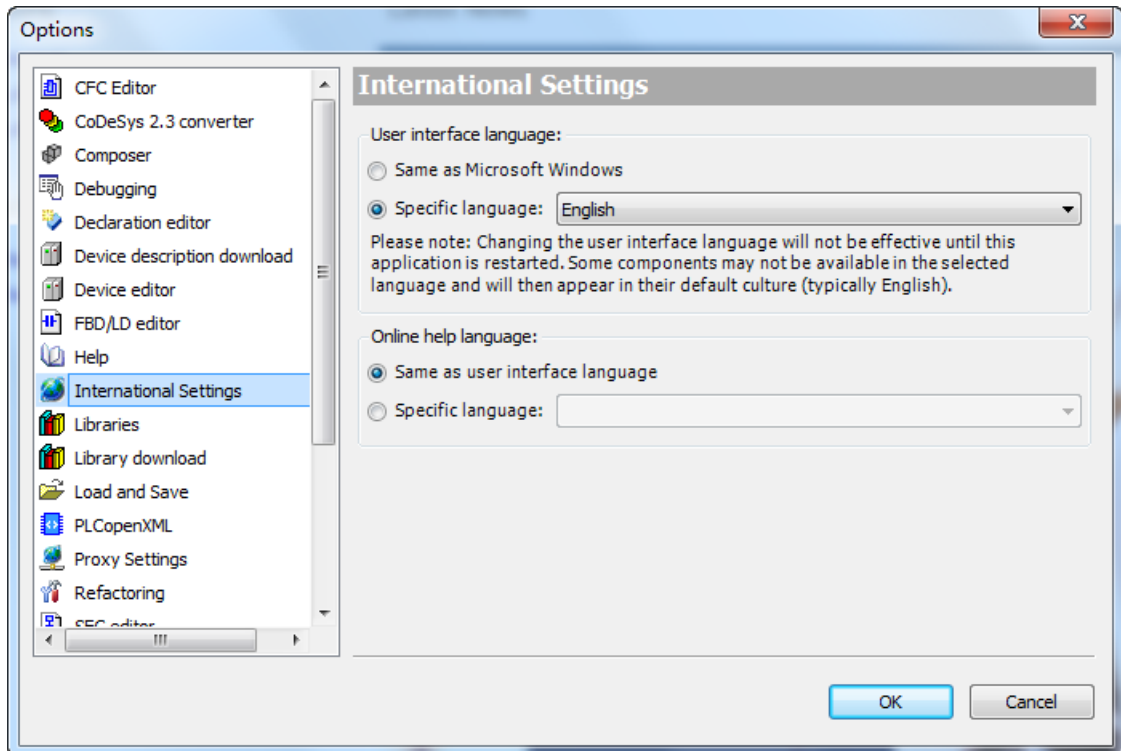 Options
CFC Editor
CoDeSys 2.3 converter
Composer
Debugging
Declaration editor
Device description download
Device editor
FBD/LD editor
Help
International Settings
Libraries
Library download
Load and Save
PLCopenXML
Proxy Settings
Refactoring
SFC editor
International Settings
User interface language:
Same as Microsoft Windows
Specific language: English
Please note: Changing the user interface language will not be effective until this
application is restarted. Some components may not be available in the selected
language and will then appear in their default culture (typically English).
Online help language:
Same as user interface language
Specific language:
OK Cancel